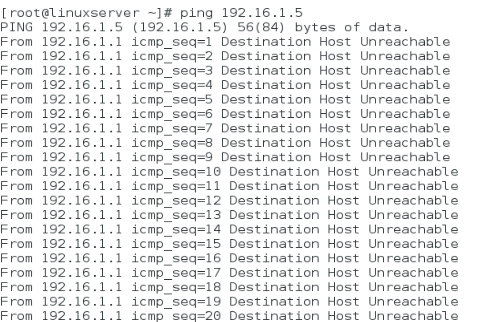 [root@linuxserver ~]# ping 192.16.1.5
PING 192.16.1.5 (192.16.1.5) 56(84) bytes of data.
From 192.16.1.1 icmp_seq=1 Destination Host Unreachable
From 192.16.1.1 icmp_seq=2 Destination Host Unreachable
From 192.16.1.1 icmp_seq=3 Destination Host Unreachable
From 192.16.1.1 icmp_seq=4 Destination Host Unreachable
From 192.16.1.1 icmp_seq=5 Destination Host Unreachable
From 192.16.1.1 icmp_seq=6 Destination Host Unreachable
From 192.16.1.1 icmp_seq=7 Destination Host Unreachable
From 192.16.1.1 icmp_seq=8 Destination Host Unreachable
From 192.16.1.1 icmp_seq=9 Destination Host Unreachable
From 192.16.1.1 icmp_seq=10 Destination Host Unreachable
From 192.16.1.1 icmp_seq=11 Destination Host Unreachable
From 192.16.1.1 icmp_seq=12 Destination Host Unreachable
From 192.16.1.1 icmp_seq=13 Destination Host Unreachable
From 192.16.1.1 icmp_seq=14 Destination Host Unreachable
From 192.16.1.1 icmp_seq=15 Destination Host Unreachable
From 192.16.1.1 icmp_seq=16 Destination Host Unreachable
From 192.16.1.1 icmp_seq=17 Destination Host Unreachable
From 192.16.1.1 icmp_seq=18 Destination Host Unreachable
From 192.16.1.1 icmp_seq=19 Destination Host Unreachable
From 192.16.1.1 icmp_seq=20 Destination Host Unreachable